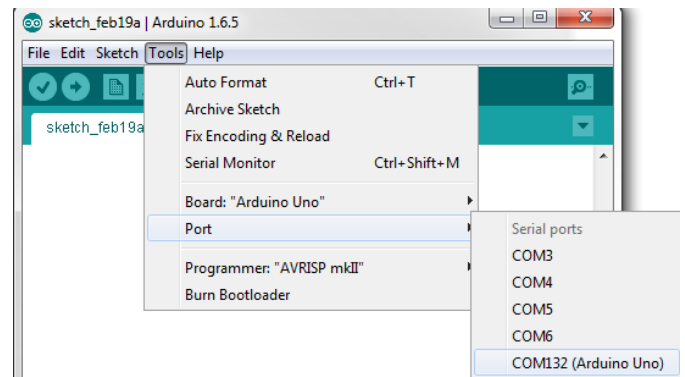 sketch_feb19a | Arduino 1.6.5
File Edit Sketch Tools Help
sketch_feb19a
Auto Format Ctrl+T
Archive Sketch
Fix Encoding & Reload
Serial Monitor Ctrl+Shift+M
Board: "Arduino Uno"
Port
Programmer: "AVRISP mkII"
Burn Bootloader
Serial ports
COM3
COM4
COM5
COM6
COM132 (Arduino Uno)